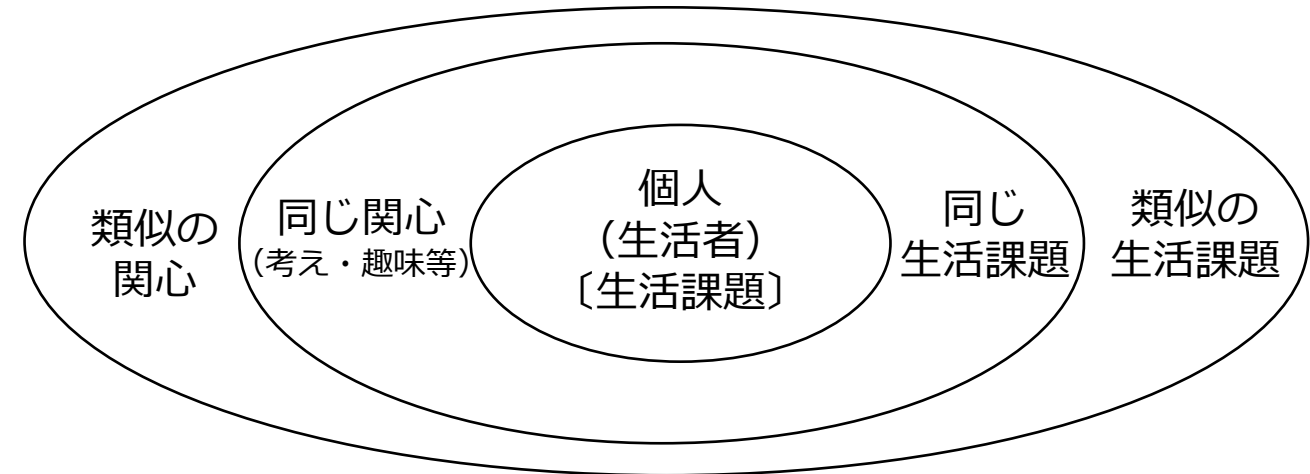 類似の
関心
同じ関心
（考え・趣味等）
個人
（生活者）
〔生活課題〕
同じ
生活課題
類似の
生活課題